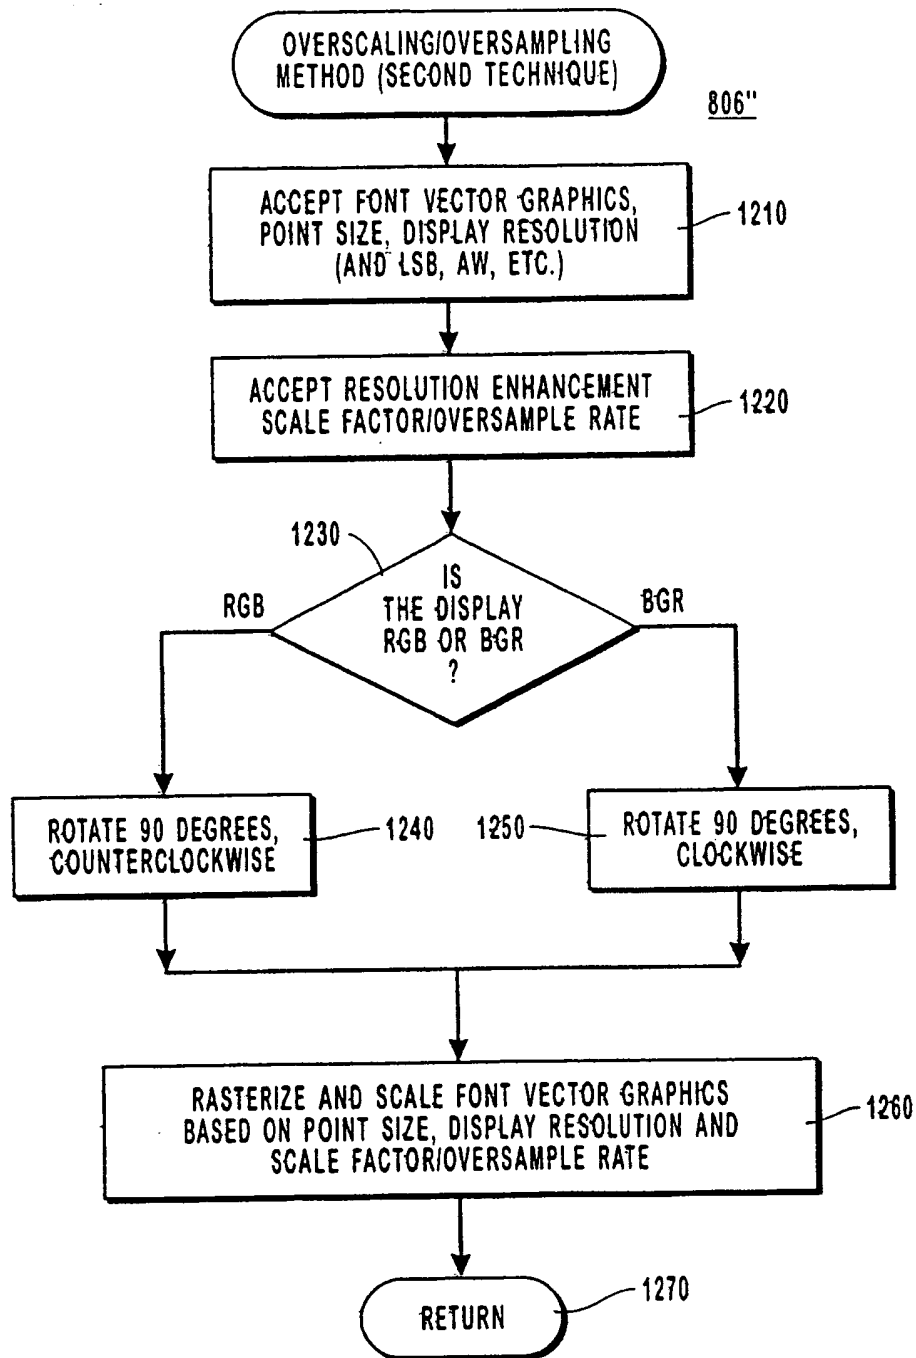 OVERSCALING/OVERSAMPLING
METHOD (SECOND TECHNIQUE)
806"
ACCEPT FONT VECTOR GRAPHICS,
POINT SIZE, DISPLAY RESOLUTION
(AND LSB, AW, ETC.)
1210
ACCEPT RESOLUTION ENHANCEMENT
SCALE FACTOR/OVERSAMPLE RATE
1220
1230
IS
THE DISPLAY
RGB OR BGR
?
RGB
BGR
ROTATE 90 DEGREES,
COUNTERCLOCKWISE
1240
1250
ROTATE 90 DEGREES,
CLOCKWISE
RASTERIZE AND SCALE FONT VECTOR GRAPHICS
BASED ON POINT SIZE, DISPLAY RESOLUTION AND
SCALE FACTOR/OVERSAMPLE RATE
1260
RETURN
1270